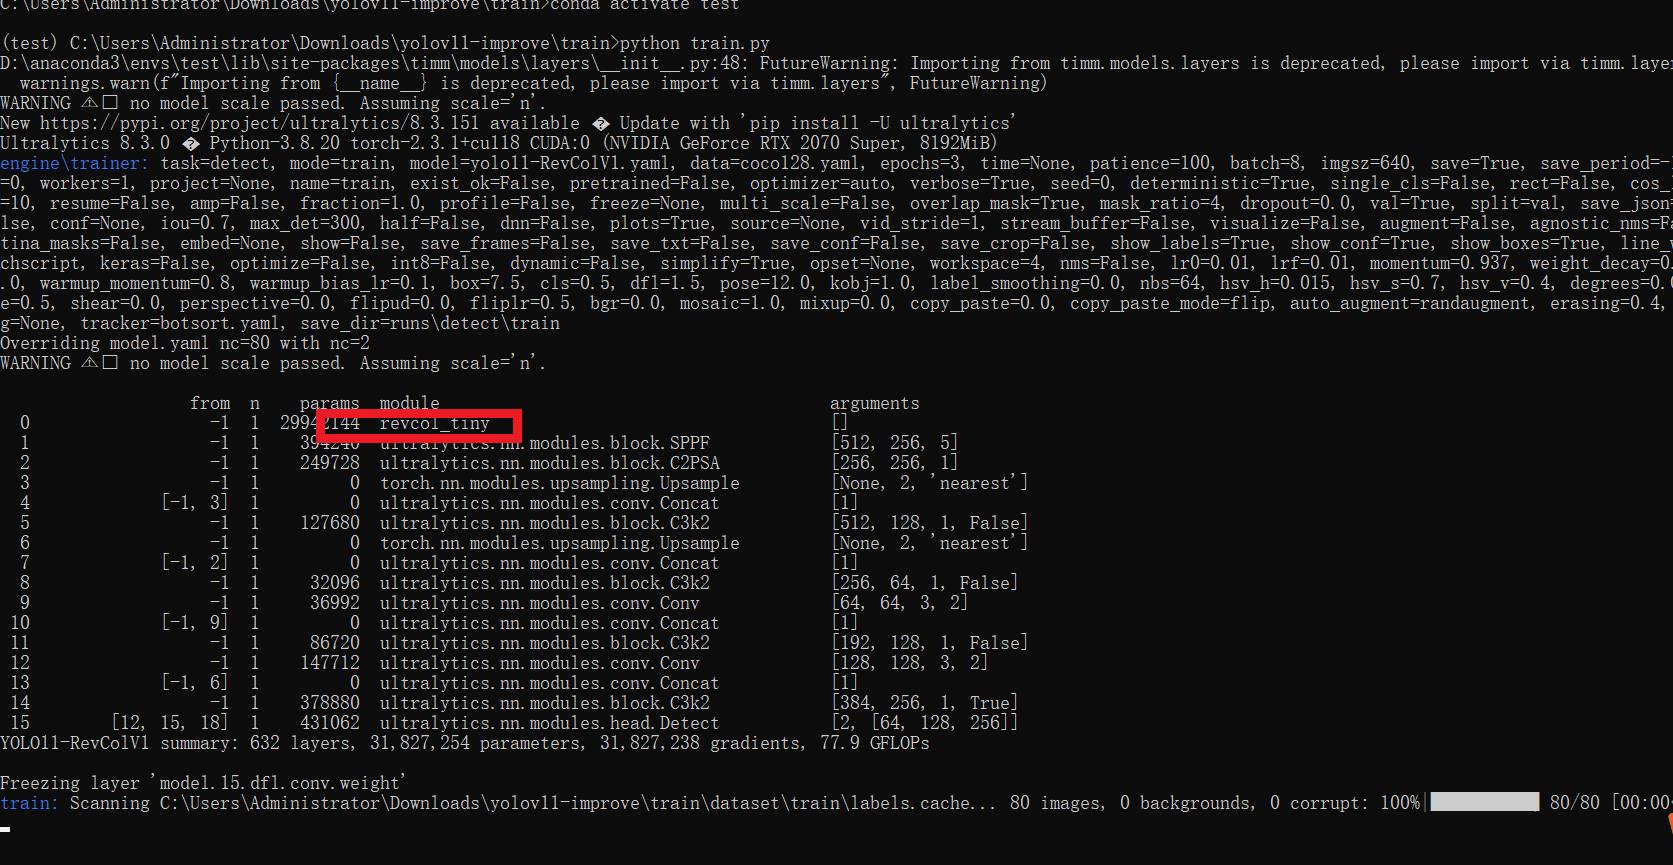 C:\Users\Administrator\Downloads\yolov11-improve\train>conda activate test
(test) C:\Users\Administrator\Downloads\yolov11-improve\train>python train.py
D:\anaconda3\envs\test\lib\site-packages\timm\models\layers\__init__.py:48: FutureWarning: Importing from timm.models.layers is deprecated, please import via timm.layer
warnings.warn(f"Importing from {__name__} is deprecated, please import via timm.layers", FutureWarning)
WARNING ⚠□ no model scale passed. Assuming scale='n'.
New https://pypi.org/project/ultralytics/8.3.151 available � Update with 'pip install -U ultralytics'
Ultralytics 8.3.0 � Python-3.8.20 torch-2.3.1+cu118 CUDA:0 (NVIDIA GeForce RTX 2070 Super, 8192MiB)
engine\trainer: task=detect, mode=train, model=yolo11-RevColV1.yaml, data=coco128.yaml, epochs=3, time=None, patience=100, batch=8, imgsz=640, save=True, save_period=-
=0, workers=1, project=None, name=train, exist_ok=False, pretrained=False, optimizer=auto, verbose=True, seed=0, deterministic=True, single_cls=False, rect=False, cos_
=10, resume=False, amp=False, fraction=1.0, profile=False, freeze=None, multi_scale=False, overlap_mask=True, mask_ratio=4, dropout=0.0, val=True, split=val, save_json=
lse, conf=None, iou=0.7, max_det=300, half=False, dnn=False, plots=True, source=None, vid_stride=1, stream_buffer=False, visualize=False, augment=False, agnostic_nms=Fa
tina_masks=False, embed=None, show=False, save_frames=False, save_txt=False, save_conf=False, save_crop=False, show_labels=True, show_conf=True, show_boxes=True, line_
chscript, keras=False, optimize=False, int8=False, dynamic=False, simplify=True, opset=None, workspace=4, nms=False, lr0=0.01, lrf=0.01, momentum=0.937, weight_decay=0.
.0, warmup_momentum=0.8, warmup_bias_lr=0.1, box=7.5, cls=0.5, dfl=1.5, pose=12.0, kobj=1.0, label_smoothing=0.0, nbs=64, hsv_h=0.015, hsv_s=0.7, hsv_v=0.4, degrees=0.
e=0.5, shear=0.0, perspective=0.0, flipud=0.0, fliplr=0.5, bgr=0.0, mosaic=1.0, mixup=0.0, copy_paste=0.0, copy_paste_mode=flip, auto_augment=randaugment, erasing=0.4,
g=None, tracker=botsort.yaml, save_dir=runs\detect\train
Overriding model.yaml nc=80 with nc=2
WARNING ⚠□ no model scale passed. Assuming scale='n'.
from n params module arguments
0 -1 1 29942144 revcol_tiny []
1 -1 1 394240 ultralytics.nn.modules.block.SPPF [512, 256, 5]
2 -1 1 249728 ultralytics.nn.modules.block.C2PSA [256, 256, 1]
3 -1 1 0 torch.nn.modules.upsampling.Upsample [None, 2, 'nearest']
4 [-1, 3] 1 0 ultralytics.nn.modules.conv.Concat [1]
5 -1 1 127680 ultralytics.nn.modules.block.C3k2 [512, 128, 1, False]
6 -1 1 0 torch.nn.modules.upsampling.Upsample [None, 2, 'nearest']
7 [-1, 2] 1 0 ultralytics.nn.modules.conv.Concat [1]
8 -1 1 32096 ultralytics.nn.modules.block.C3k2 [256, 64, 1, False]
9 -1 1 36992 ultralytics.nn.modules.conv.Conv [64, 64, 3, 2]
10 [-1, 9] 1 0 ultralytics.nn.modules.conv.Concat [1]
11 -1 1 86720 ultralytics.nn.modules.block.C3k2 [192, 128, 1, False]
12 -1 1 147712 ultralytics.nn.modules.conv.Conv [128, 128, 3, 2]
13 [-1, 6] 1 0 ultralytics.nn.modules.conv.Concat [1]
14 -1 1 378880 ultralytics.nn.modules.block.C3k2 [384, 256, 1, True]
15 [12, 15, 18] 1 431062 ultralytics.nn.modules.head.Detect [2, [64, 128, 256]]
YOLO11-RevColV1 summary: 632 layers, 31,827,254 parameters, 31,827,238 gradients, 77.9 GFLOPs
Freezing layer 'model.15.dfl.conv.weight'
train: Scanning C:\Users\Administrator\Downloads\yolov11-improve\train\dataset\train\labels.cache... 80 images, 0 backgrounds, 0 corrupt: 100%|██████████| 80/80 [00:00